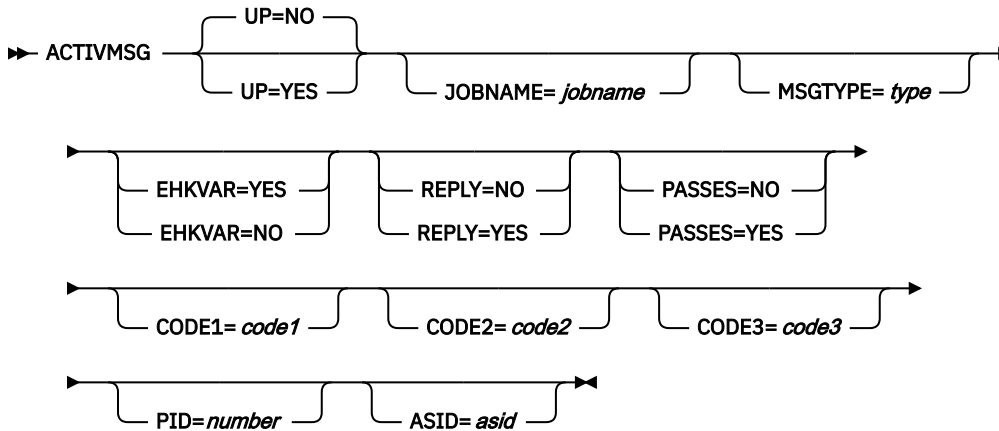 UP=NO
ACTIVMSG
UP=YES
JOBNAME= jobname
MSGTYPE= type
EHKVAR=YES
REPLY=NO
PASSES=NO
EHKVAR=NO
REPLY=YES
PASSES=YES
CODE1= code1
CODE2= code2
CODE3= code3
PID=number
ASID= asid